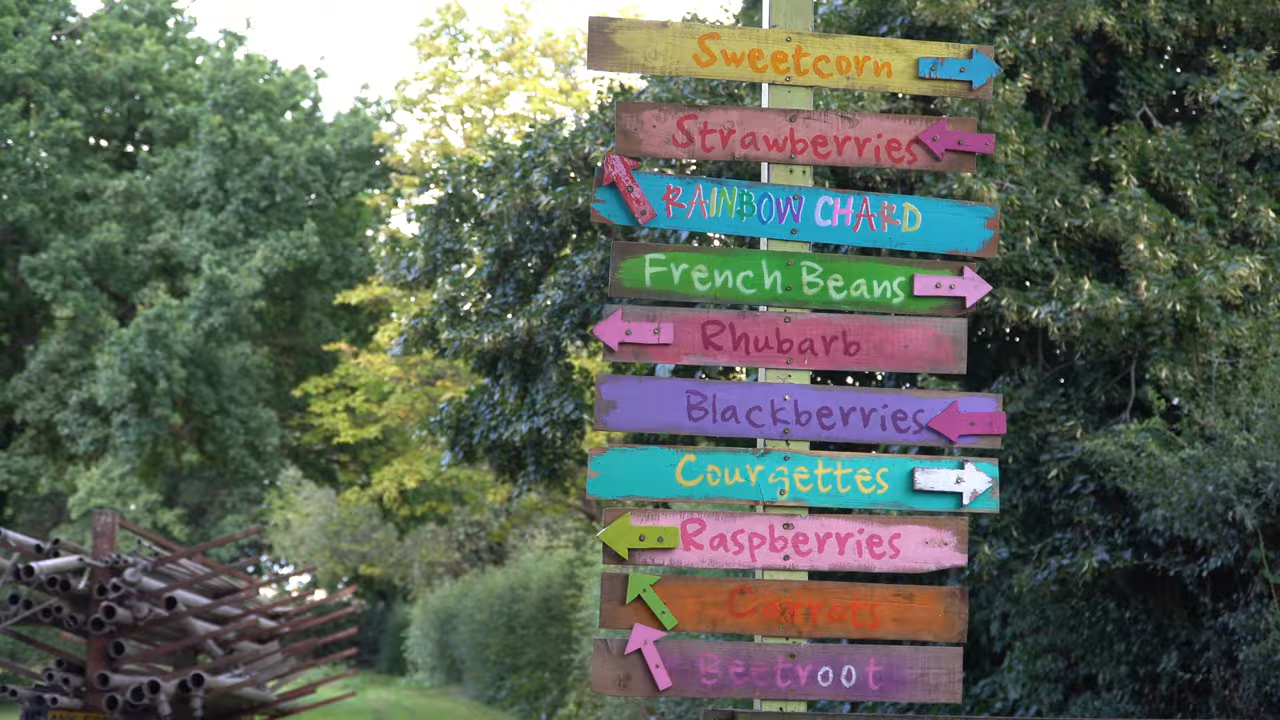 Sweetcorn
Strawberries
RAINBOW CHARD
French Beans
Rhubarb
Blackberries
Courgettes
Raspberries
Carrots
Beetroot